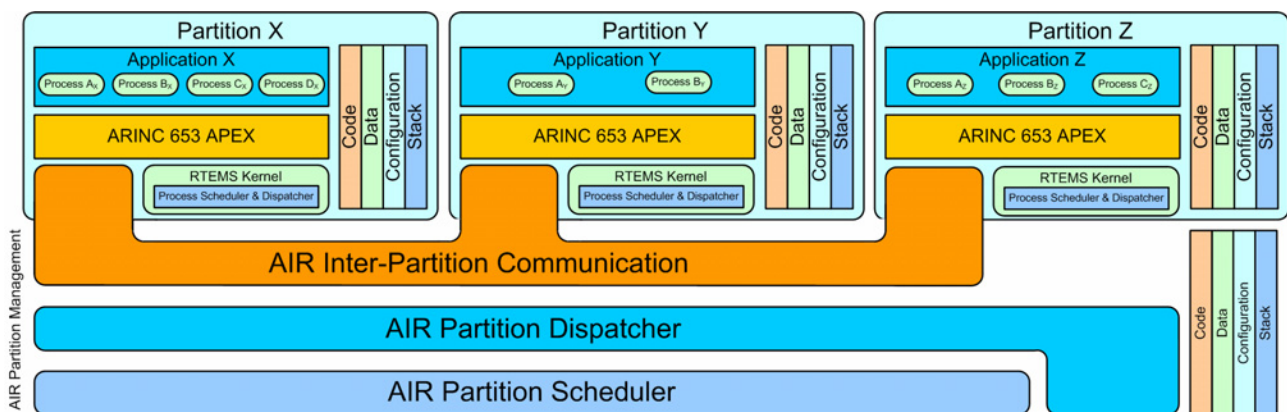 Partition X
Application X
Process AX
Process BX
Process CX
Process DX
ARINC 653 APEX
RTEMS Kernel
Process Scheduler & Dispatcher
Code
Data
Configuration
Stack
Partition Y
Application Y
Process AY
Process BY
ARINC 653 APEX
RTEMS Kernel
Process Scheduler & Dispatcher
Code
Data
Configuration
Stack
Partition Z
Application Z
Process AZ
Process BZ
Process CZ
ARINC 653 APEX
RTEMS Kernel
Process Scheduler & Dispatcher
Code
Data
Configuration
Stack
AIR Partition Management
AIR Inter-Partition Communication
AIR Partition Dispatcher
AIR Partition Scheduler
Code
Data
Configuration
Stack